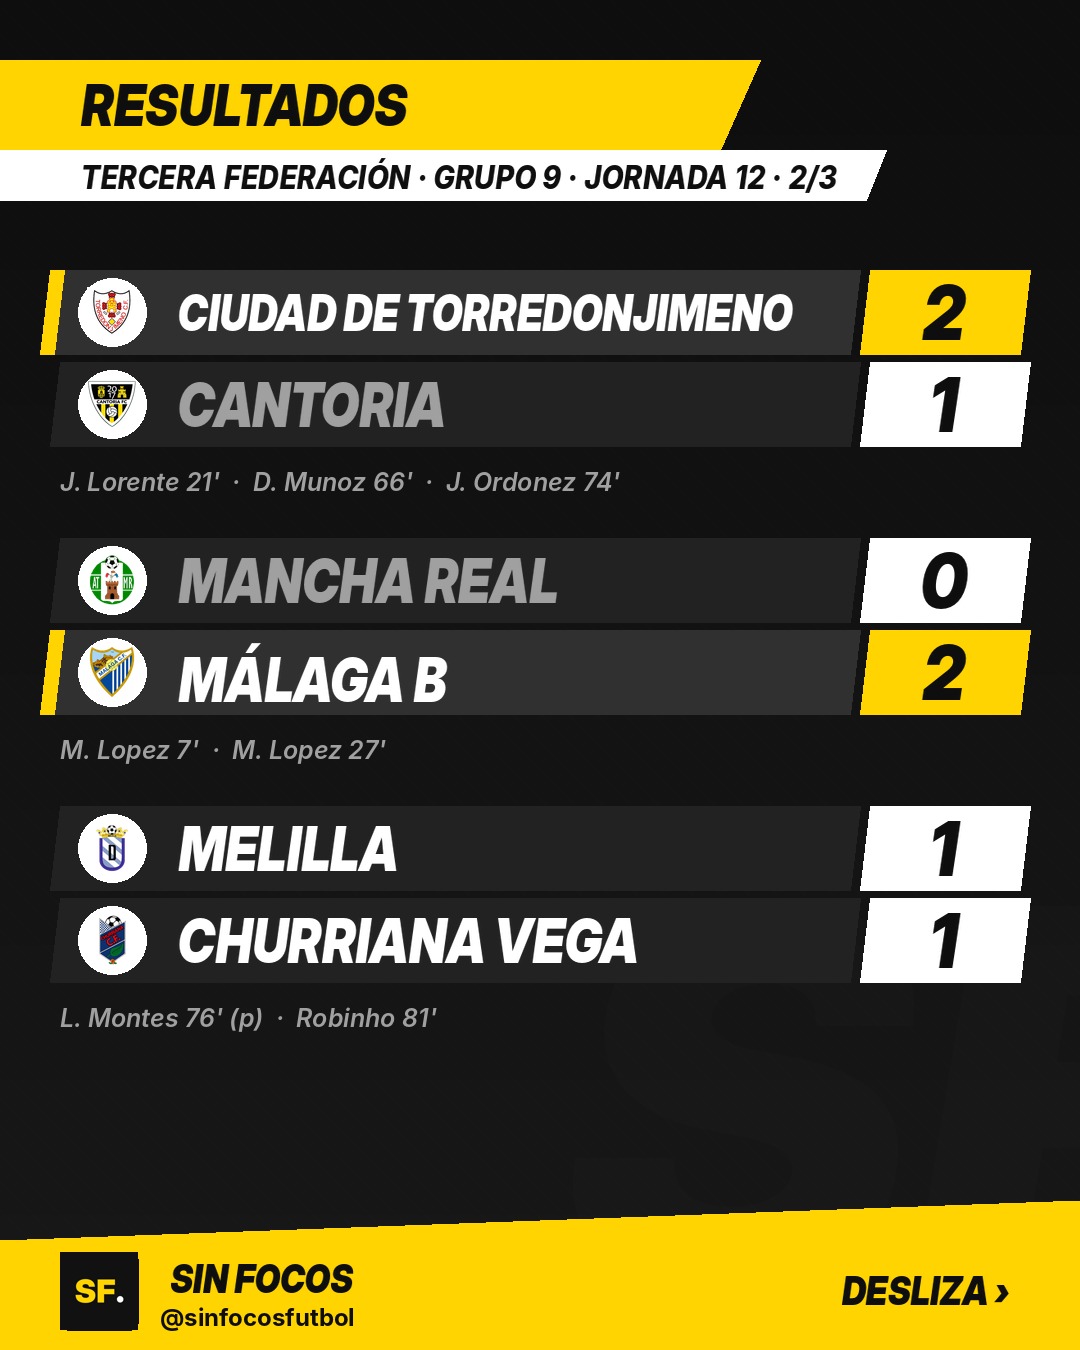 RESULTADOS
TERCERA FEDERACIÓN · GRUPO 9 · JORNADA 12 · 2/3
CIUDAD DE TORREDONJIMENO 2
CANTORIA 1
J. Lorente 21' · D. Munoz 66' · J. Ordonez 74'
MANCHA REAL 0
MÁLAGA B 2
M. Lopez 7' · M. Lopez 27'
MELILLA 1
CHURRIANA VEGA 1
L. Montes 76' (p) · Robinho 81'
SF.
SIN FOCOS
@sinfocosfutbol
DESLIZA ›